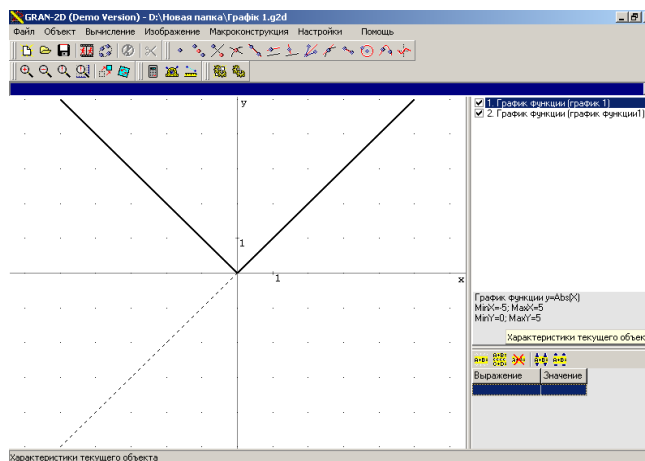 GRAN-2D (Demo Version) - D:\Новая папка\Графік 1.g2d
Файл Объект Вычисление Изображение Макроконструкция Настройки Помощь
1. График функции (график 1)
2. График функции (график функции1)
y
1
1
x
График функции y=Abs(X)
MinX=-5; MaxX=5
MinY=0; MaxY=5
Характеристики текущего объек
Выражение Значение
Характеристики текущего объекта